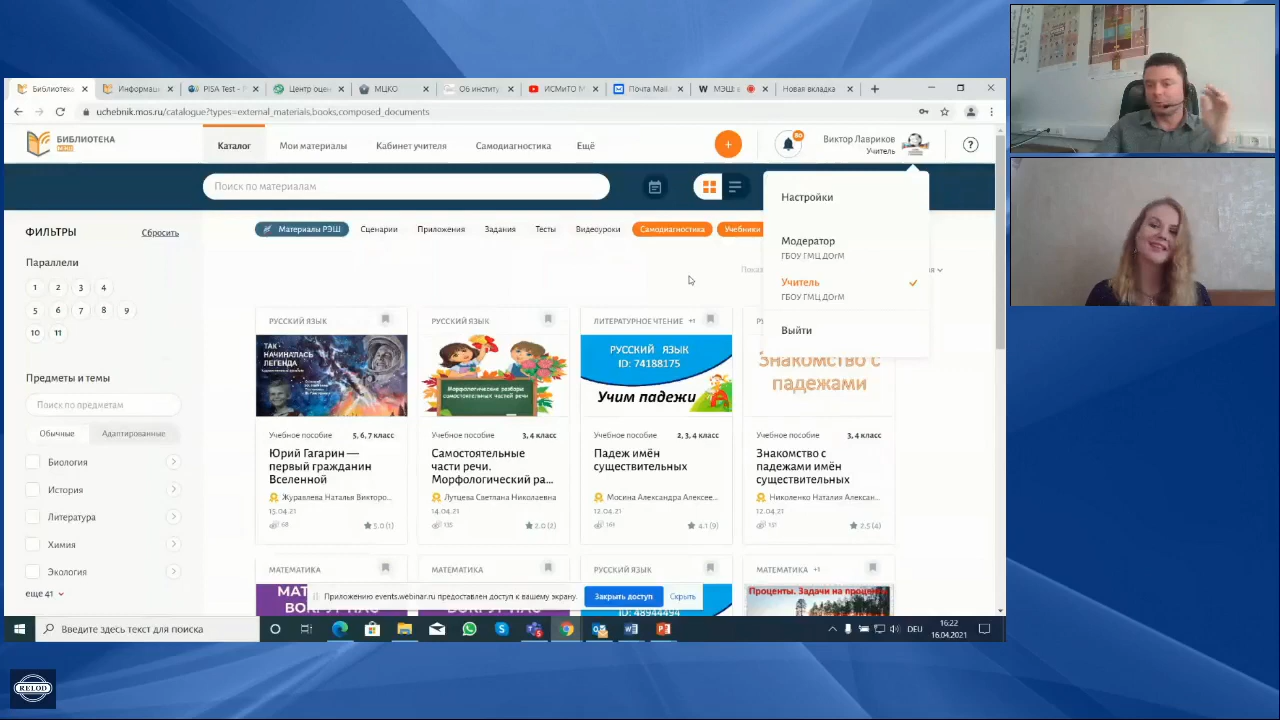 Библиотека
Информац
PISA Test -
Центр оцен
МЦКО
ОБ институ
ИСМиТО М
Почта Mail
МЭШ: в
Новая вкладка
uchebnik.mos.ru/catalogue?types=external_materials,books,composed_documents
БИБЛИОТЕКА
МЭШ
Каталог
Мои материалы
Кабинет учителя
Самодиагностика
Ещё
+
Виктор Лавриков
Учитель
?
Поиск по материалам
Настройки
Модератор
ГБОУ ГМЦ ДОгМ
Учитель
ГБОУ ГМЦ ДОгМ
Выйти
ФИЛЬТРЫ
Сбросить
Материалы РЭШ
Сценарии
Приложения
Задания
Тесты
Видеоуроки
Самодиагностика
Учебники
Параллели
1 2 3 4
5 6 7 8 9
10 11
Предметы и темы
Поиск по предметам
Обычные
Адаптированные
Биология
История
Литература
Химия
Экология
еще 41
РУССКИЙ ЯЗЫК
ТАК
НАЧИНАЛАСЬ
ЛЕГЕНДА
Учебное пособие
5, 6, 7 класс
Юрий Гагарин —
первый гражданин
Вселенной
Журавлева Наталья Викторо...
15.04.21
68
5.0 (1)
РУССКИЙ ЯЗЫК
Морфологические разборы
самостоятельных частей речи
Учебное пособие
3, 4 класс
Самостоятельные
части речи.
Морфологический ра...
Лутцева Светлана Николаевна
14.04.21
135
2.0 (2)
ЛИТЕРАТУРНОЕ ЧТЕНИЕ +1
РУССКИЙ ЯЗЫК
ID: 74188175
Учим падежи
Учебное пособие
2, 3, 4 класс
Падеж имён
существительных
Мосина Александра Алексее...
12.04.21
161
4.1 (9)
Знакомство с
падежами
Учебное пособие
3, 4 класс
Знакомство с
падежами имён
существительных
Николенко Наталия Алексан...
12.04.21
151
2.5 (4)
МАТЕМАТИКА
МАТЕМАТИКА
РУССКИЙ ЯЗЫК
ID: 48944494
МАТЕМАТИКА +1
Проценты. Задачи на процен
Приложению events.webinar.ru предоставлен доступ к вашему экрану.
Закрыть доступ
Скрыть
Введите здесь текст для поиска
DEU
16:22
16.04.2021
RELOD